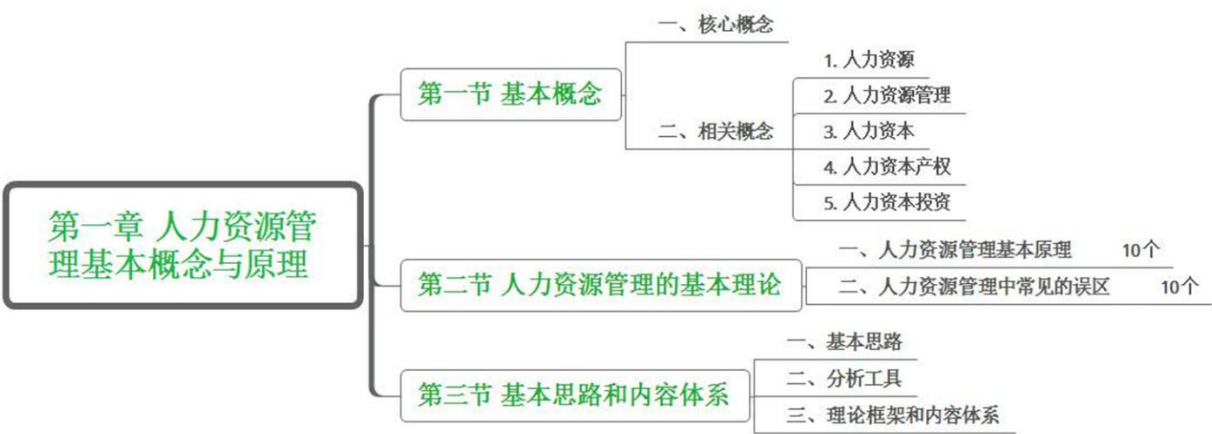 第一章 人力资源管
理基本概念与原理
第一节 基本概念
一、核心概念
二、相关概念
1. 人力资源
2. 人力资源管理
3. 人力资本
4. 人力资本产权
5. 人力资本投资
第二节 人力资源管理的基本理论
一、人力资源管理基本原理 10个
二、人力资源管理中常见的误区 10个
第三节 基本思路和内容体系
一、基本思路
二、分析工具
三、理论框架和内容体系